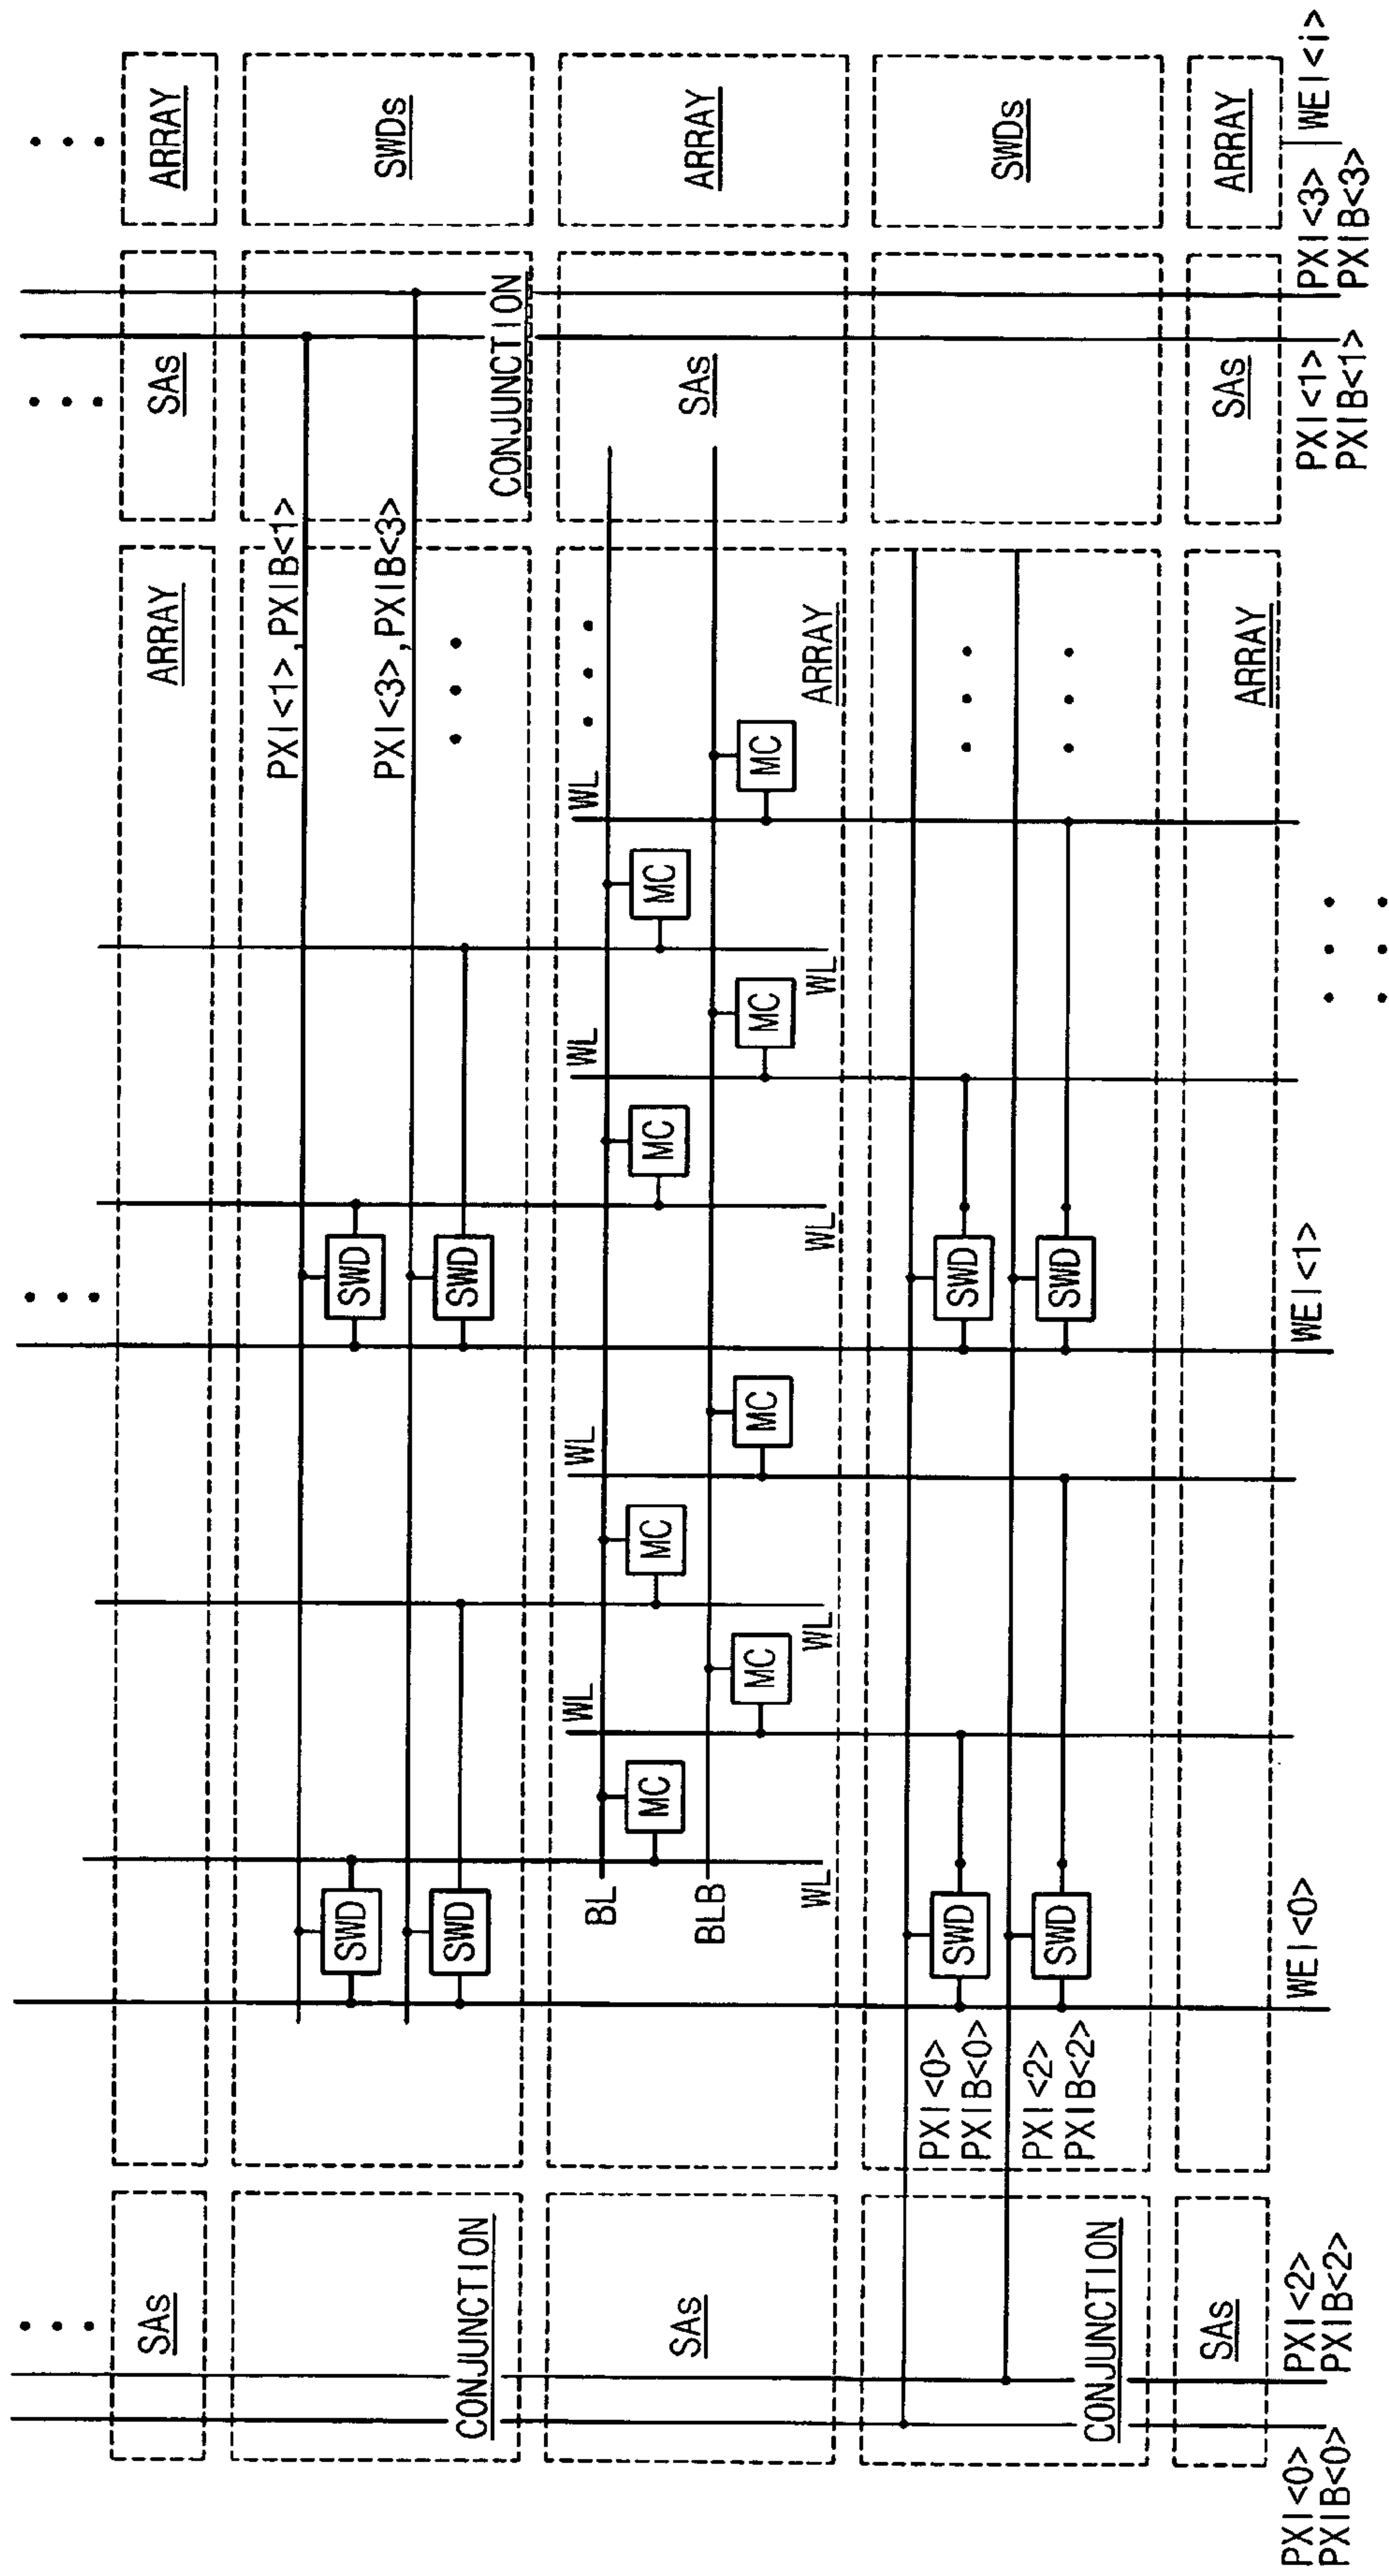 SAs
ARRAY
SAs
ARRAY
PXI<1>,PXIB<1>
SWD
SWD
PXI<3>,PXIB<3>
SWDs
SWD
SWD
CONJUNCTION
CONJUNCTION
WL
WL
WL
WL
BL
MC
MC
MC
MC
SAs
SAs
ARRAY
BLB
MC
MC
MC
MC
WL
WL
WL
WL
ARRAY
PXI<0>
PXIB<0>
SWD
SWD
SWDs
PXI<2>
PXIB<2>
SWD
SWD
CONJUNCTION
SAs
ARRAY
SAs
ARRAY
PXI<0>
PXIB<0>
PXI<2>
PXIB<2>
WEI<0>
WEI<1>
PXI<1>
PXIB<1>
PXI<3>
PXIB<3>
WEI<i>